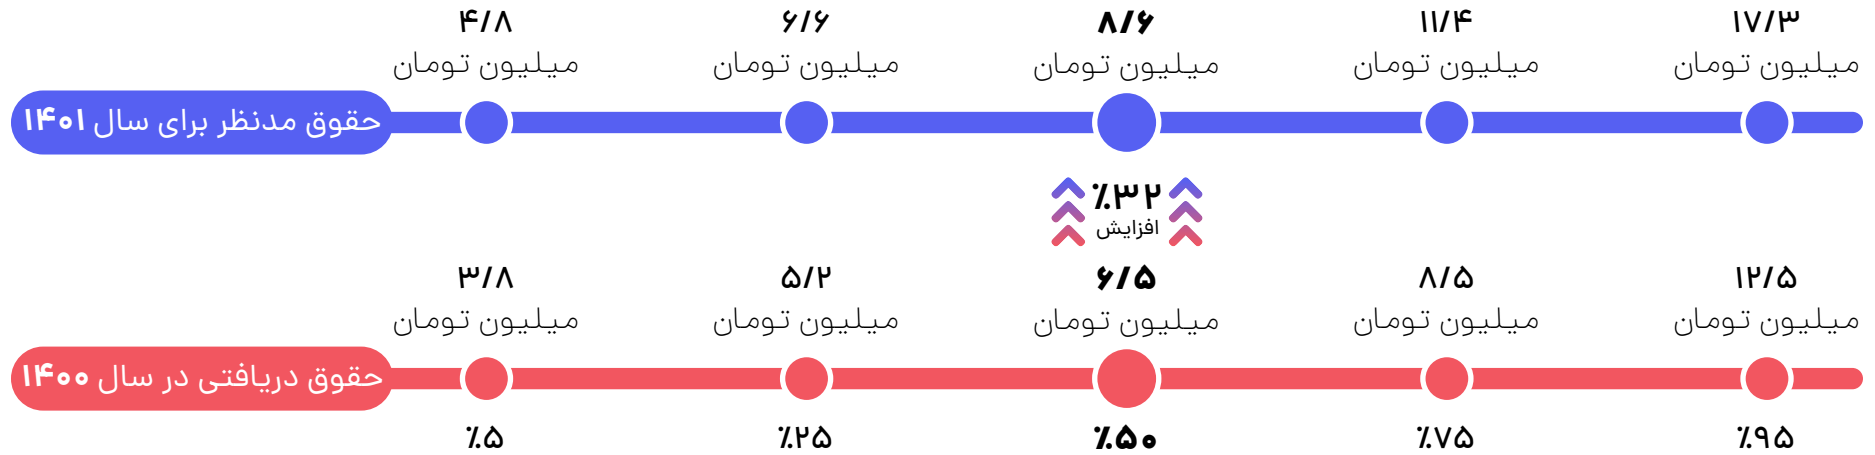 ۴/۸
میلیون تومان
۶/۶
میلیون تومان
۸/۶
میلیون تومان
۱۱/۴
میلیون تومان
۱۷/۳
میلیون تومان
حقوق مدنظر برای سال ۱۴۰۱
٪۳۲
افزایش
۳/۸
میلیون تومان
۵/۲
میلیون تومان
۶/۵
میلیون تومان
۸/۵
میلیون تومان
۱۲/۵
میلیون تومان
حقوق دریافتی در سال ۱۴۰۰
٪۵
٪۲۵
٪۵۰
٪۷۵
٪۹۵